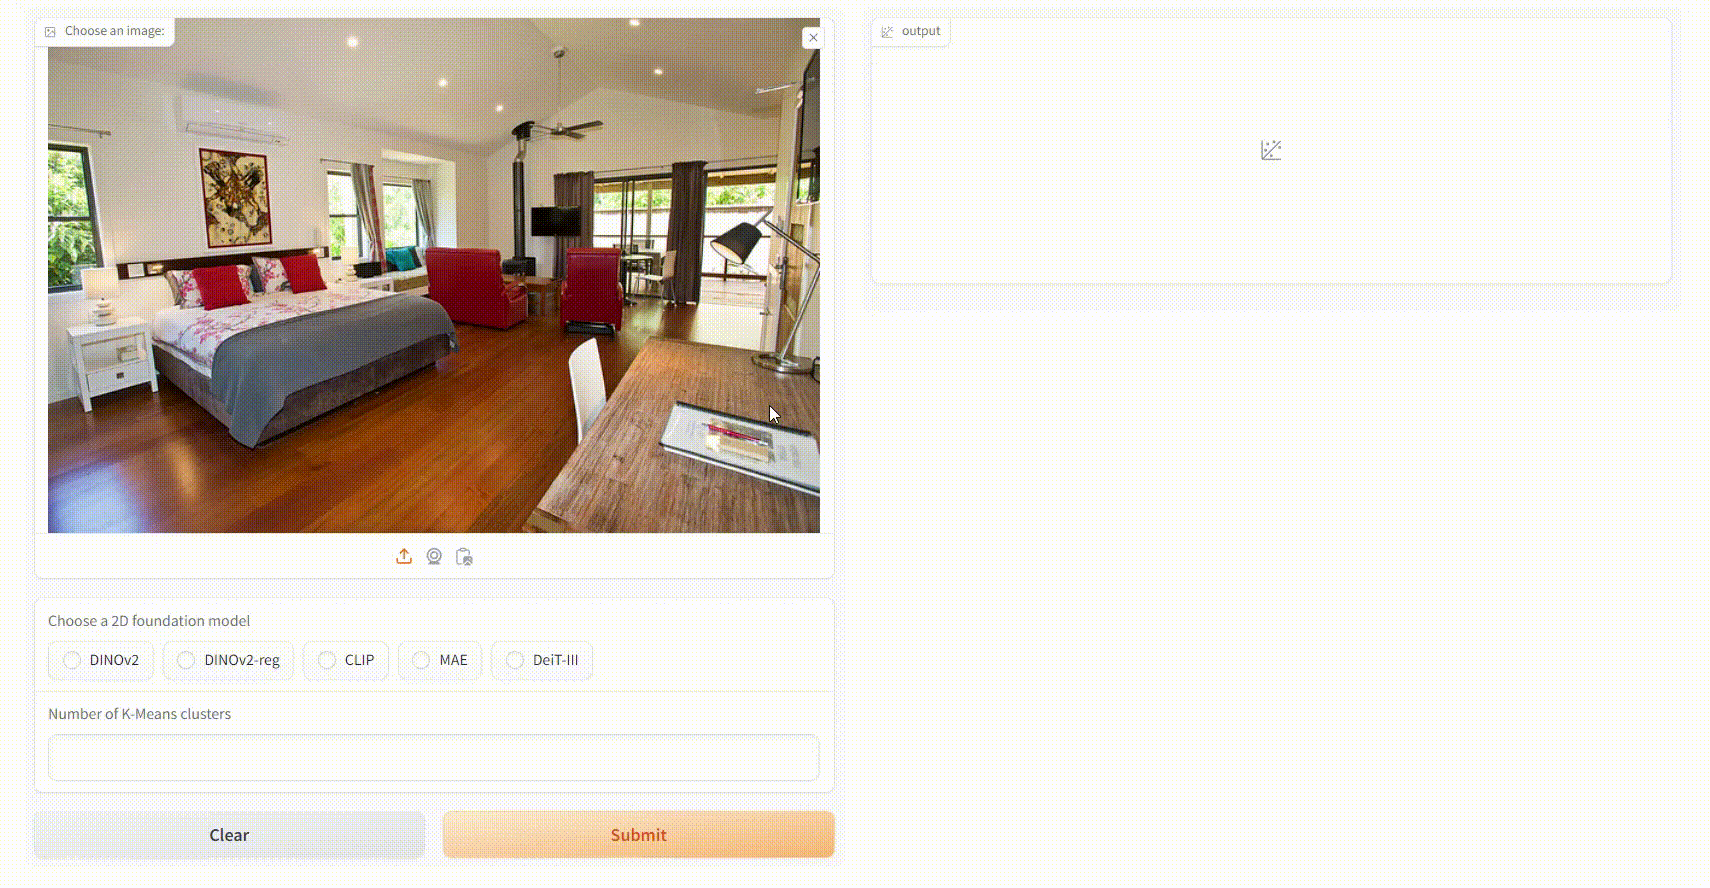 Choose an image:
output
Choose a 2D foundation model
DINOv2
DINOv2-reg
CLIP
MAE
DeiT-III
Number of K-Means clusters
Clear
Submit